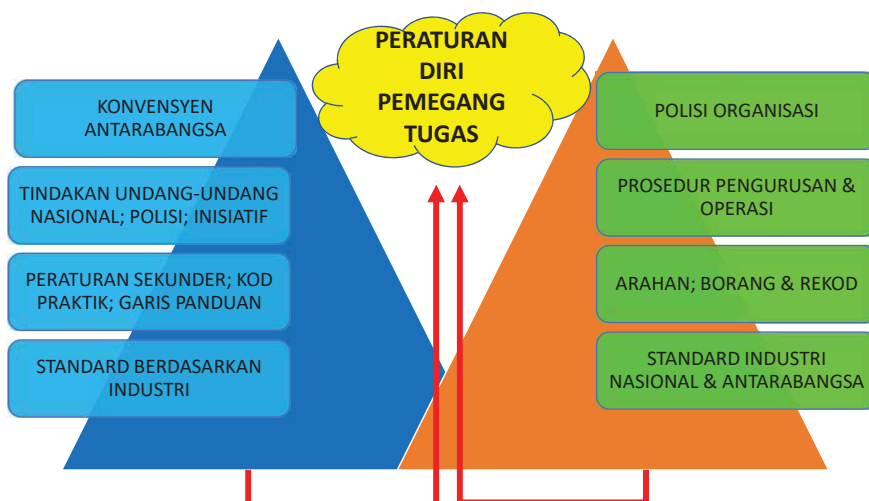 PERATURAN
DIRI
PEMEGANG
TUGAS
KONVENSYEN
ANTARABANGSA
TINDAKAN UNDANG-UNDANG
NASIONAL; POLISI; INISIATIF
PERATURAN SEKUNDER; KOD
PRAKTIK; GARIS PANDUAN
STANDARD BERDASARKAN
INDUSTRI
POLISI ORGANISASI
PROSEDUR PENGURUSAN &
OPERASI
ARAHAN; BORANG & REKOD
STANDARD INDUSTRI
NASIONAL & ANTARABANGSA